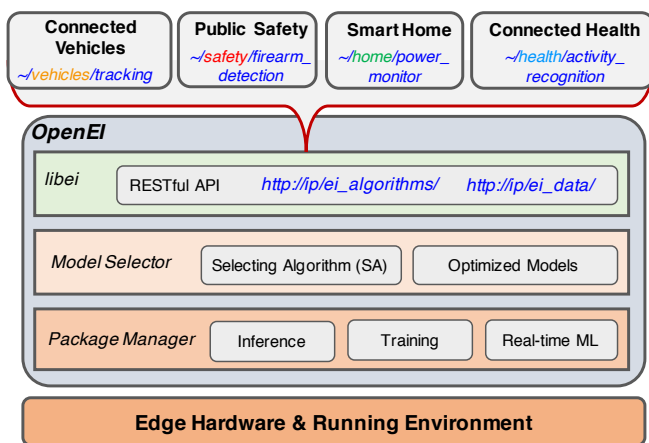 Connected
Vehicles
~/vehicles/tracking
Public Safety
~/safety/firearm_
detection
Smart Home
~/home/power_
monitor
Connected Health
~/health/activity_
recognition
OpenEI
libei
RESTful API http://ip/ei_algorithms/ http://ip/ei_data/
Model Selector
Selecting Algorithm (SA)
Optimized Models
Package Manager
Inference
Training
Real-time ML
Edge Hardware & Running Environment